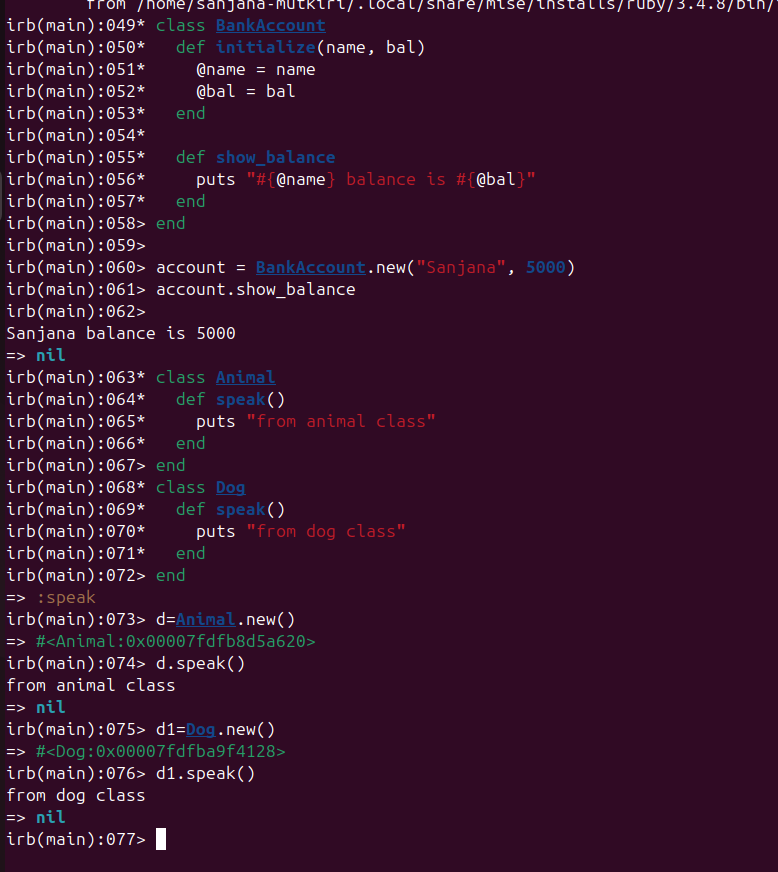 from /home/sanjana-mutkiri/.local/share/mise/installs/ruby/3.4.8/bin/
irb(main):049* class BankAccount
irb(main):050*   def initialize(name, bal)
irb(main):051*     @name = name
irb(main):052*     @bal = bal
irb(main):053*   end
irb(main):054*
irb(main):055*   def show_balance
irb(main):056*     puts "#{@name} balance is #{@bal}"
irb(main):057*   end
irb(main):058> end
irb(main):059>
irb(main):060> account = BankAccount.new("Sanjana", 5000)
irb(main):061> account.show_balance
irb(main):062>
Sanjana balance is 5000
=> nil
irb(main):063* class Animal
irb(main):064*   def speak()
irb(main):065*     puts "from animal class"
irb(main):066*   end
irb(main):067> end
irb(main):068* class Dog
irb(main):069*   def speak()
irb(main):070*     puts "from dog class"
irb(main):071*   end
irb(main):072> end
=> :speak
irb(main):073> d=Animal.new()
=> #<Animal:0x00007fdfb8d5a620>
irb(main):074> d.speak()
from animal class
=> nil
irb(main):075> d1=Dog.new()
=> #<Dog:0x00007fdfba9f4128>
irb(main):076> d1.speak()
from dog class
=> nil
irb(main):077>